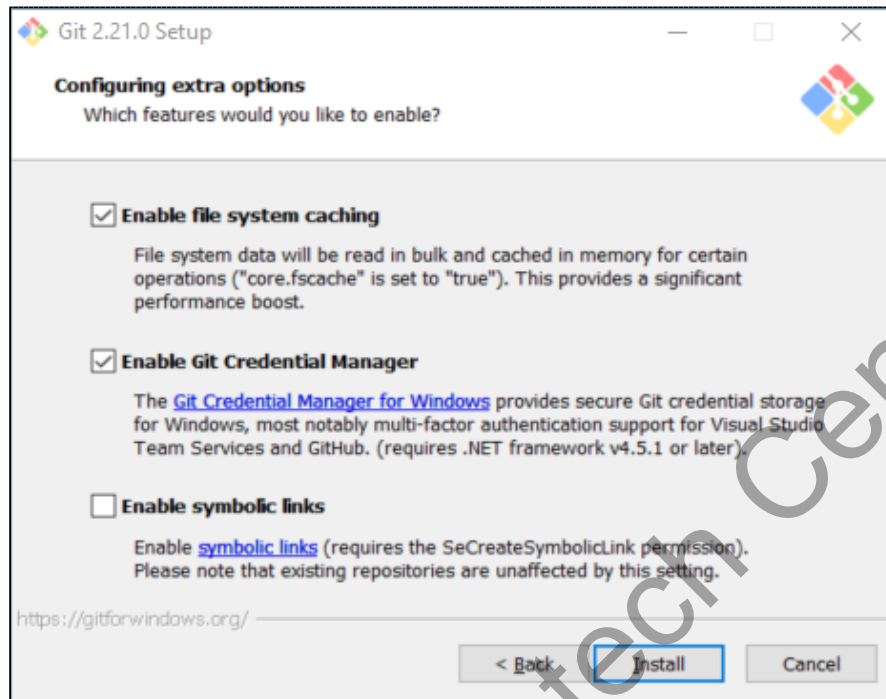 Git 2.21.0 Setup
Configuring extra options
Which features would you like to enable?
Enable file system caching
File system data will be read in bulk and cached in memory for certain
operations ("core.fscache" is set to "true"). This provides a significant
performance boost.
Enable Git Credential Manager
The Git Credential Manager for Windows provides secure Git credential storage
for Windows, most notably multi-factor authentication support for Visual Studio
Team Services and GitHub. (requires .NET framework v4.5.1 or later).
Enable symbolic links
Enable symbolic links (requires the SeCreateSymbolicLink permission).
Please note that existing repositories are unaffected by this setting.
https://gitforwindows.org/
< Back
Install
Cancel
tech Cen